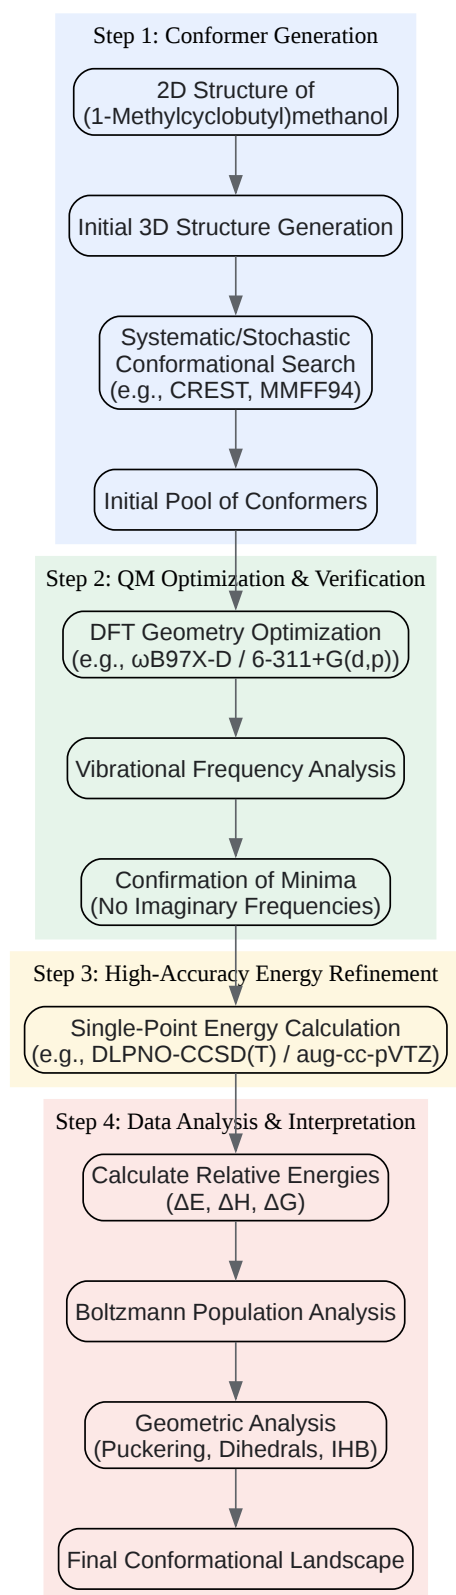 Step 1: Conformer Generation
2D Structure of
(1-Methylcyclobutyl)methanol
Initial 3D Structure Generation
Systematic/Stochastic
Conformational Search
(e.g., CREST, MMFF94)
Initial Pool of Conformers
Step 2: QM Optimization & Verification
DFT Geometry Optimization
(e.g., ωB97X-D / 6-311+G(d,p))
Vibrational Frequency Analysis
Confirmation of Minima
(No Imaginary Frequencies)
Step 3: High-Accuracy Energy Refinement
Single-Point Energy Calculation
(e.g., DLPNO-CCSD(T) / aug-cc-pVTZ)
Step 4: Data Analysis & Interpretation
Calculate Relative Energies
(ΔE, ΔH, ΔG)
Boltzmann Population Analysis
Geometric Analysis
(Puckering, Dihedrals, IHB)
Final Conformational Landscape